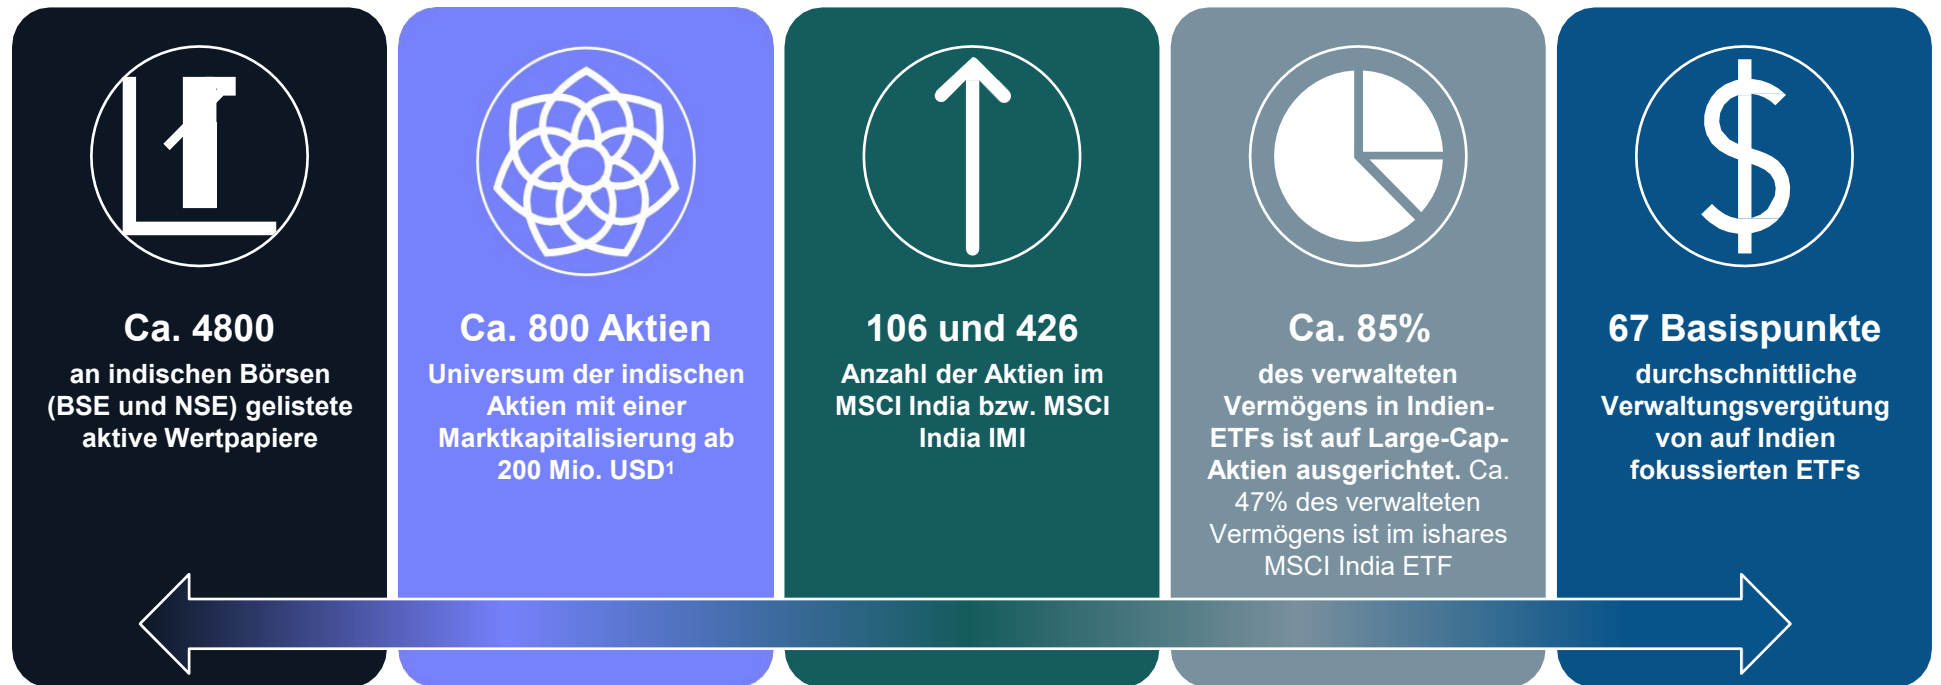 Ca. 4800
an indischen Börsen
(BSE und NSE) gelistete
aktive Wertpapiere
Ca. 800 Aktien
Universum der indischen
Aktien mit einer
Marktkapitalisierung ab
200 Mio. USD¹
106 und 426
Anzahl der Aktien im
MSCI India bzw. MSCI
India IMI
Ca. 85%
des verwalteten
Vermögens in Indien-
ETFs ist auf Large-Cap-
Aktien ausgerichtet. Ca.
47% des verwalteten
Vermögens ist im ishares
MSCI India ETF
67 Basispunkte
durchschnittliche
Verwaltungsvergütung
von auf Indien
fokussierten ETFs